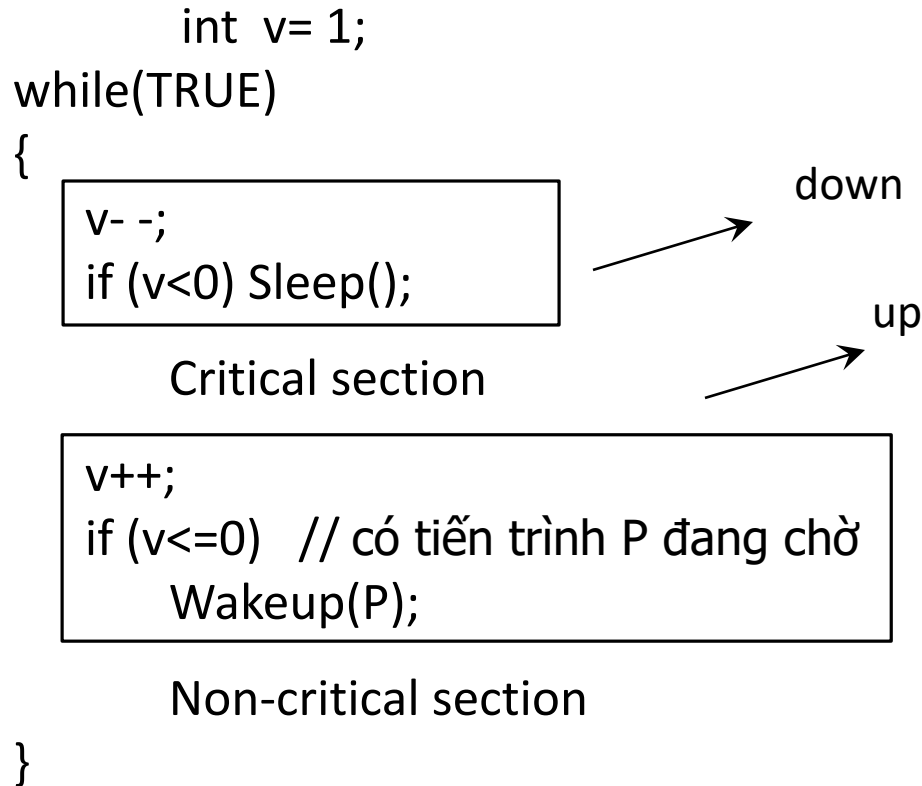 int v= 1;
while(TRUE)
{
down
v- -;
if (v<0) Sleep();
up
Critical section
v++;
if (v<=0) // có tiến trình P đang chờ
Wakeup(P);
Non-critical section
}